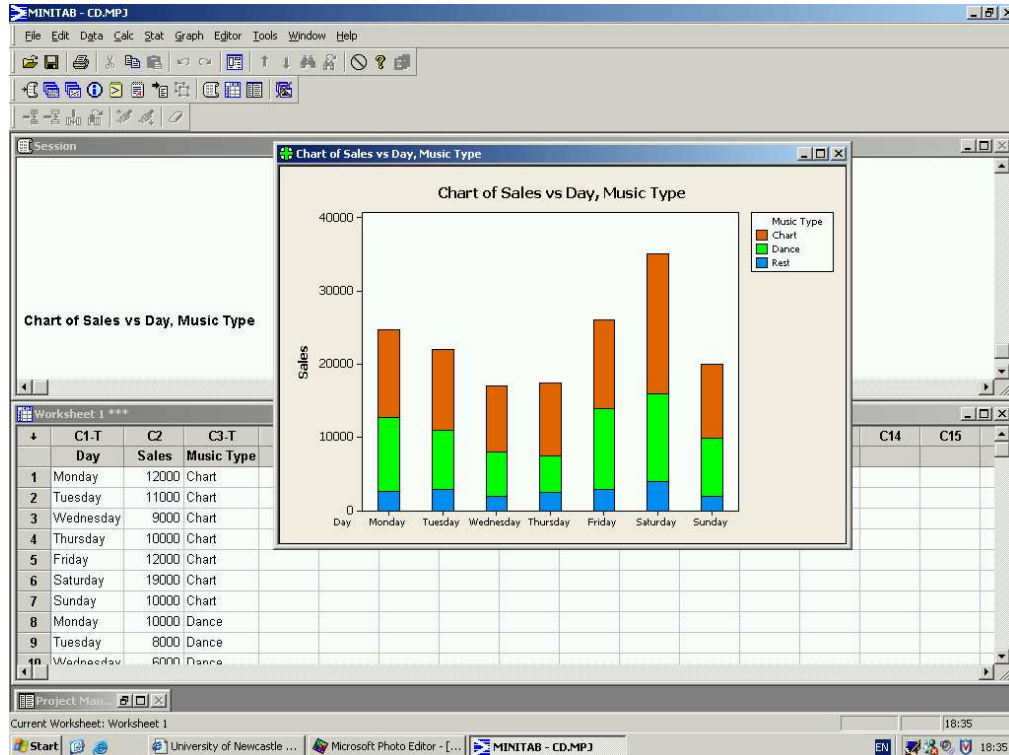 MINITAB - CD.MPJ
File Edit Data Calc Stat Graph Editor Tools Window Help
Session
Chart of Sales vs Day, Music Type
Chart of Sales vs Day, Music Type
Chart of Sales vs Day, Music Type
Music Type
Chart
Dance
Rest
40000
30000
20000
10000
0
Sales
Day Monday Tuesday Wednesday Thursday Friday Saturday Sunday
Worksheet 1 ***
C1-T C2 C3-T C14 C15
Day Sales Music Type
1 Monday 12000 Chart
2 Tuesday 11000 Chart
3 Wednesday 9000 Chart
4 Thursday 10000 Chart
5 Friday 12000 Chart
6 Saturday 19000 Chart
7 Sunday 10000 Chart
8 Monday 10000 Dance
9 Tuesday 8000 Dance
10 Wednesday 6000 Dance
Project Man...
Current Worksheet: Worksheet 1 18:35
Start University of Newcastle ... Microsoft Photo Editor - [... MINITAB - CD.MPJ EN 18:35